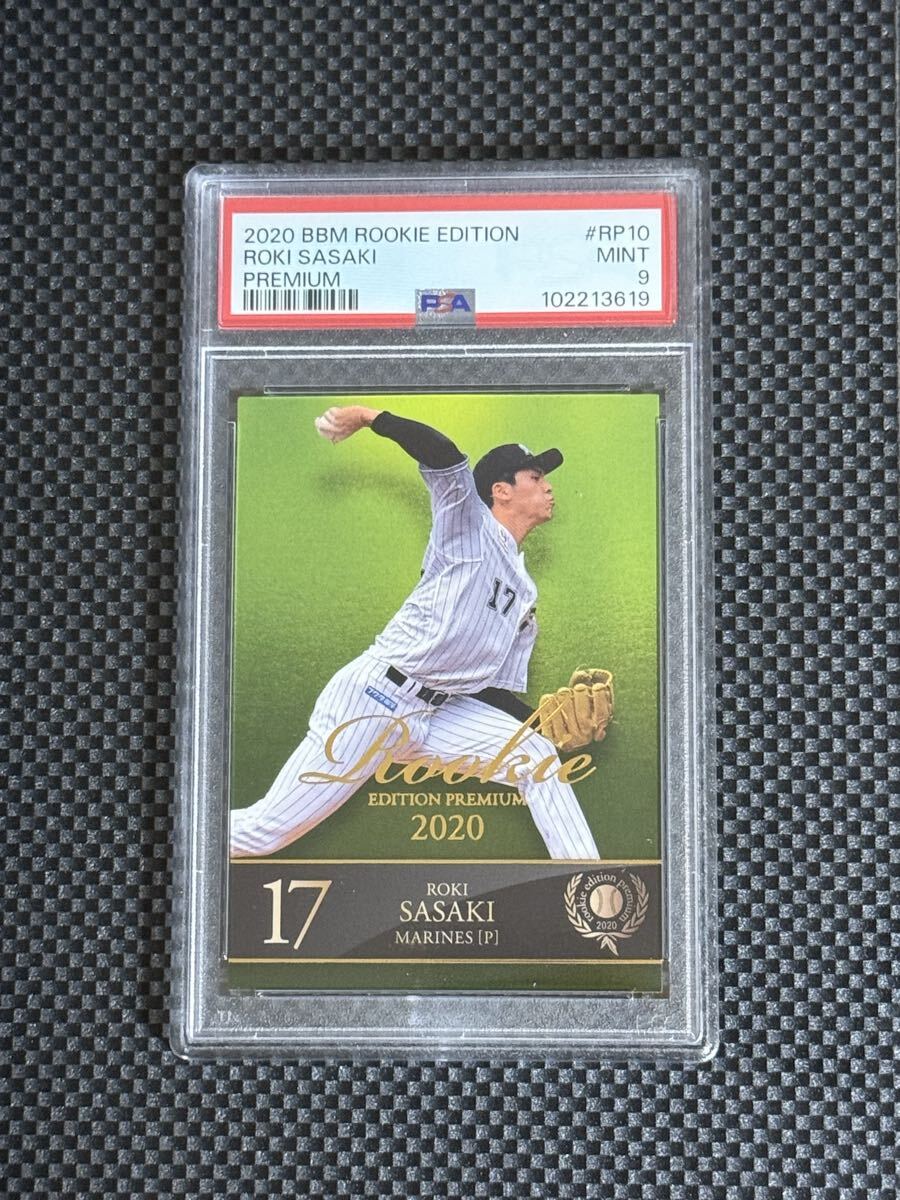 2020 BBM ROOKIE EDITION #RP10
ROKI SASAKI MINT
PREMIUM 9
PSA 102213619
17
Rookie
EDITION PREMIUM
2020
17
ROKI
SASAKI
MARINES [P]
rookie edition premium
2020